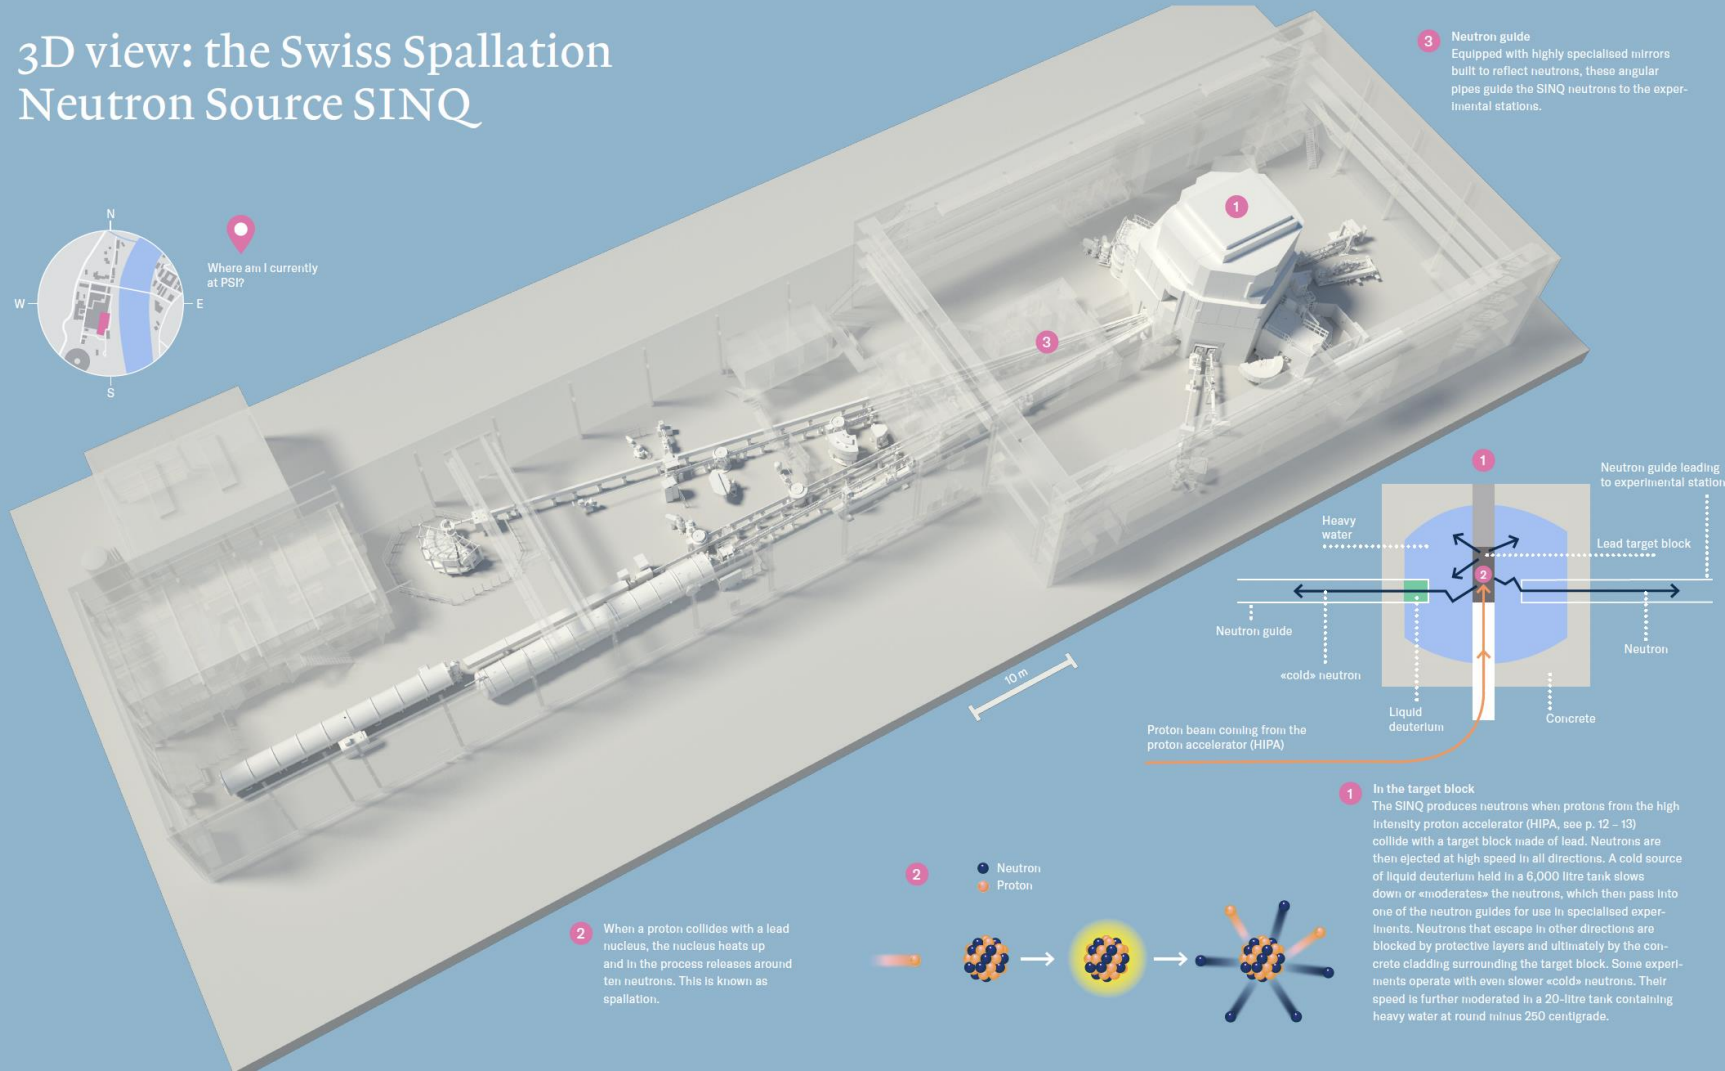 3D view: the Swiss Spallation
Neutron Source SINQ
3
Neutron guide
Equipped with highly specialised mirrors
built to reflect neutrons, these angular
pipes guide the SINQ neutrons to the exper-
imental stations.
N
W
E
S
Where am I currently
at PSI?
1
3
10 m
1
Neutron guide leading
to experimental station
Heavy
water
Lead target block
2
Neutron guide
Neutron
«cold» neutron
Liquid
deuterium
Concrete
Proton beam coming from the
proton accelerator (HIPA)
1
In the target block
The SINQ produces neutrons when protons from the high
intensity proton accelerator (HIPA, see p. 12 – 13)
collide with a target block made of lead. Neutrons are
then ejected at high speed in all directions. A cold source
of liquid deuterium held in a 6,000 litre tank slows
down or «moderates» the neutrons, which then pass into
one of the neutron guides for use in specialised exper-
iments. Neutrons that escape in other directions are
blocked by protective layers and ultimately by the con-
crete cladding surrounding the target block. Some experi-
ments operate with even slower «cold» neutrons. Their
speed is further moderated in a 20-litre tank containing
heavy water at round minus 250 centigrade.
2
Neutron
Proton
2
When a proton collides with a lead
nucleus, the nucleus heats up
and in the process releases around
ten neutrons. This is known as
spallation.